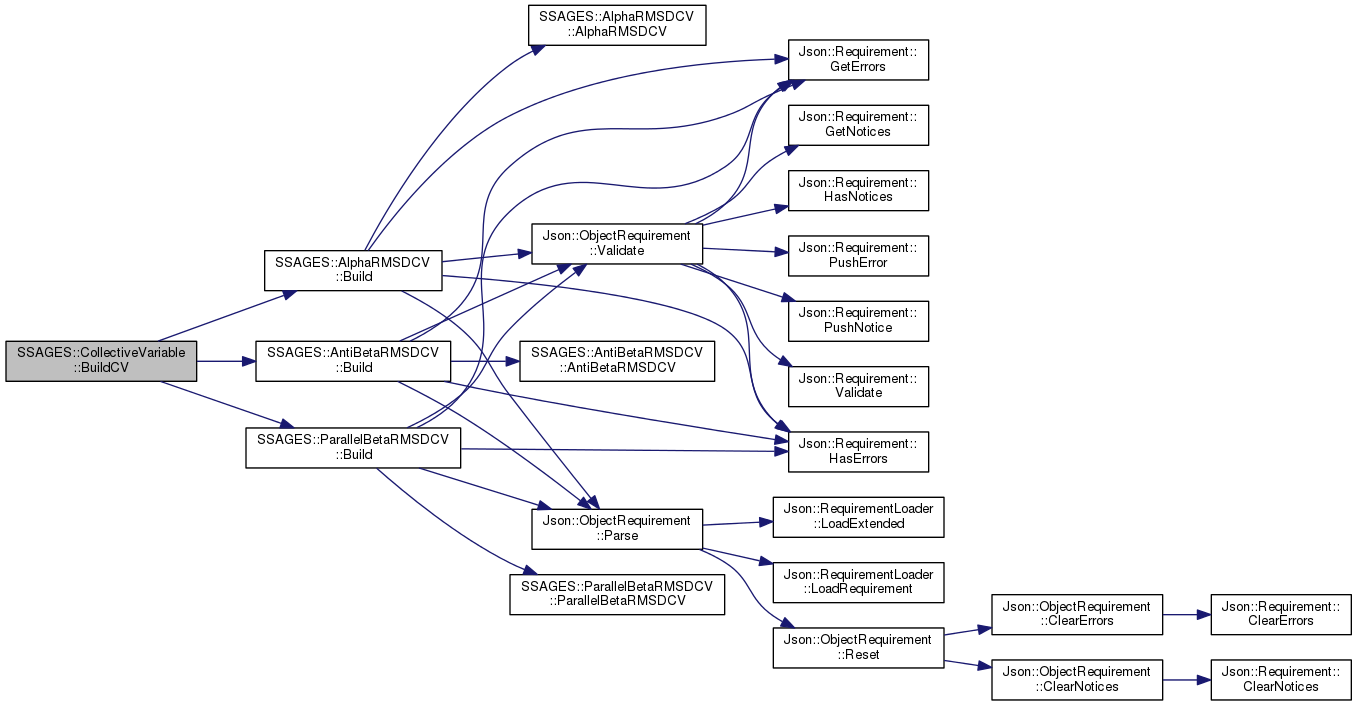 SSAGES::CollectiveVariable
::BuildCV
SSAGES::AlphaRMSDCV
::Build
SSAGES::AntiBetaRMSDCV
::Build
SSAGES::ParallelBetaRMSDCV
::Build
SSAGES::AlphaRMSDCV
::AlphaRMSDCV
Json::ObjectRequirement
::Validate
SSAGES::AntiBetaRMSDCV
::AntiBetaRMSDCV
Json::ObjectRequirement
::Parse
SSAGES::ParallelBetaRMSDCV
::ParallelBetaRMSDCV
Json::Requirement::
GetErrors
Json::Requirement::
GetNotices
Json::Requirement::
HasNotices
Json::Requirement::
PushError
Json::Requirement::
PushNotice
Json::Requirement::
Validate
Json::Requirement::
HasErrors
Json::RequirementLoader
::LoadExtended
Json::RequirementLoader
::LoadRequirement
Json::ObjectRequirement
::Reset
Json::ObjectRequirement
::ClearErrors
Json::ObjectRequirement
::ClearNotices
Json::Requirement::
ClearErrors
Json::Requirement::
ClearNotices